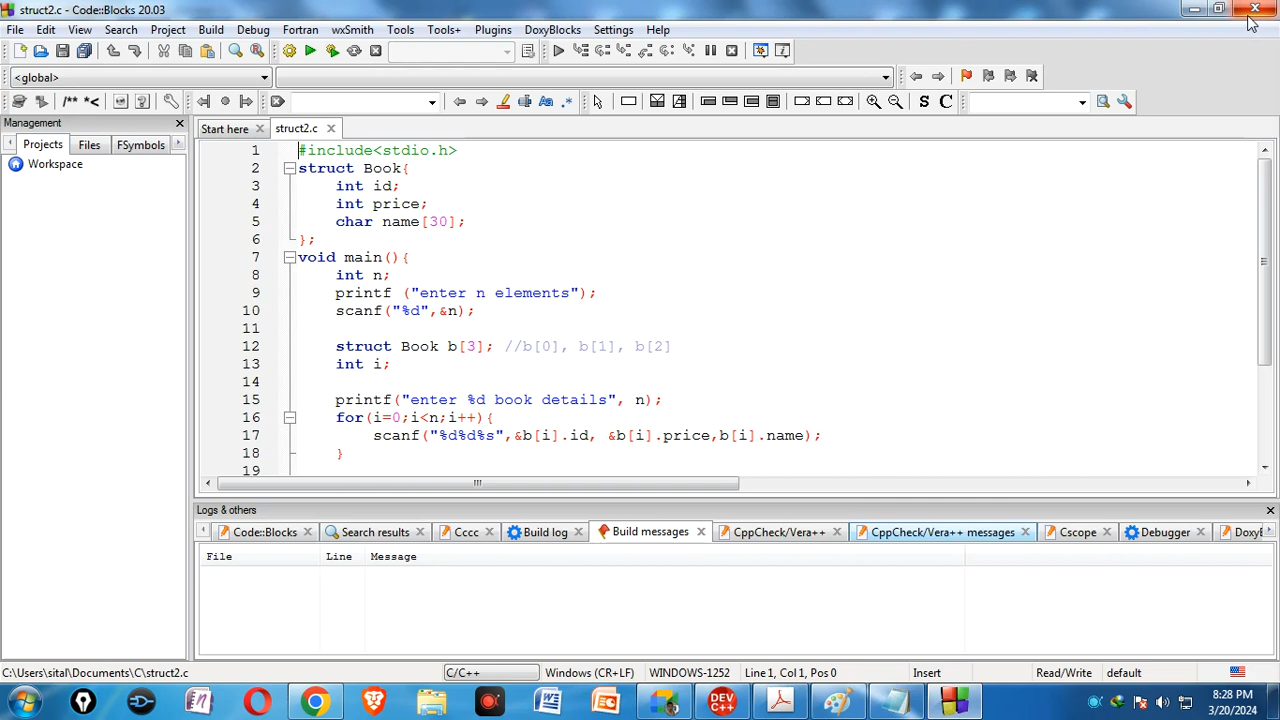 struct2.c - Code::Blocks 20.03
File Edit View Search Project Build Debug Fortran wxSmith Tools Tools+ Plugins DoxyBlocks Settings Help
<global>
/** *<
Aa .* S C
Management
Projects Files FSymbols
Workspace
Start here struct2.c
1 #include<stdio.h>
2 struct Book{
3 int id;
4 int price;
5 char name[30];
6 };
7 void main(){
8 int n;
9 printf ("enter n elements");
10 scanf("%d",&n);
11
12 struct Book b[3]; //b[0], b[1], b[2]
13 int i;
14
15 printf("enter %d book details", n);
16 for(i=0;i<n;i++){
17 scanf("%d%d%s",&b[i].id, &b[i].price,b[i].name);
18 }
19
Logs & others
Code::Blocks Search results Cccc Build log Build messages CppCheck/Vera++ CppCheck/Vera++ messages Cscope Debugger
File Line Message
C:\Users\sital\Documents\C\struct2.c C/C++ Windows (CR+LF) WINDOWS-1252 Line 1, Col 1, Pos 0 Insert Read/Write default
DEV C++
8:28 PM
3/20/2024